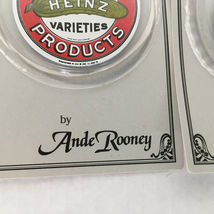 HEINZ
VARIETIES
PRODUCTS
by
Ande Rooney